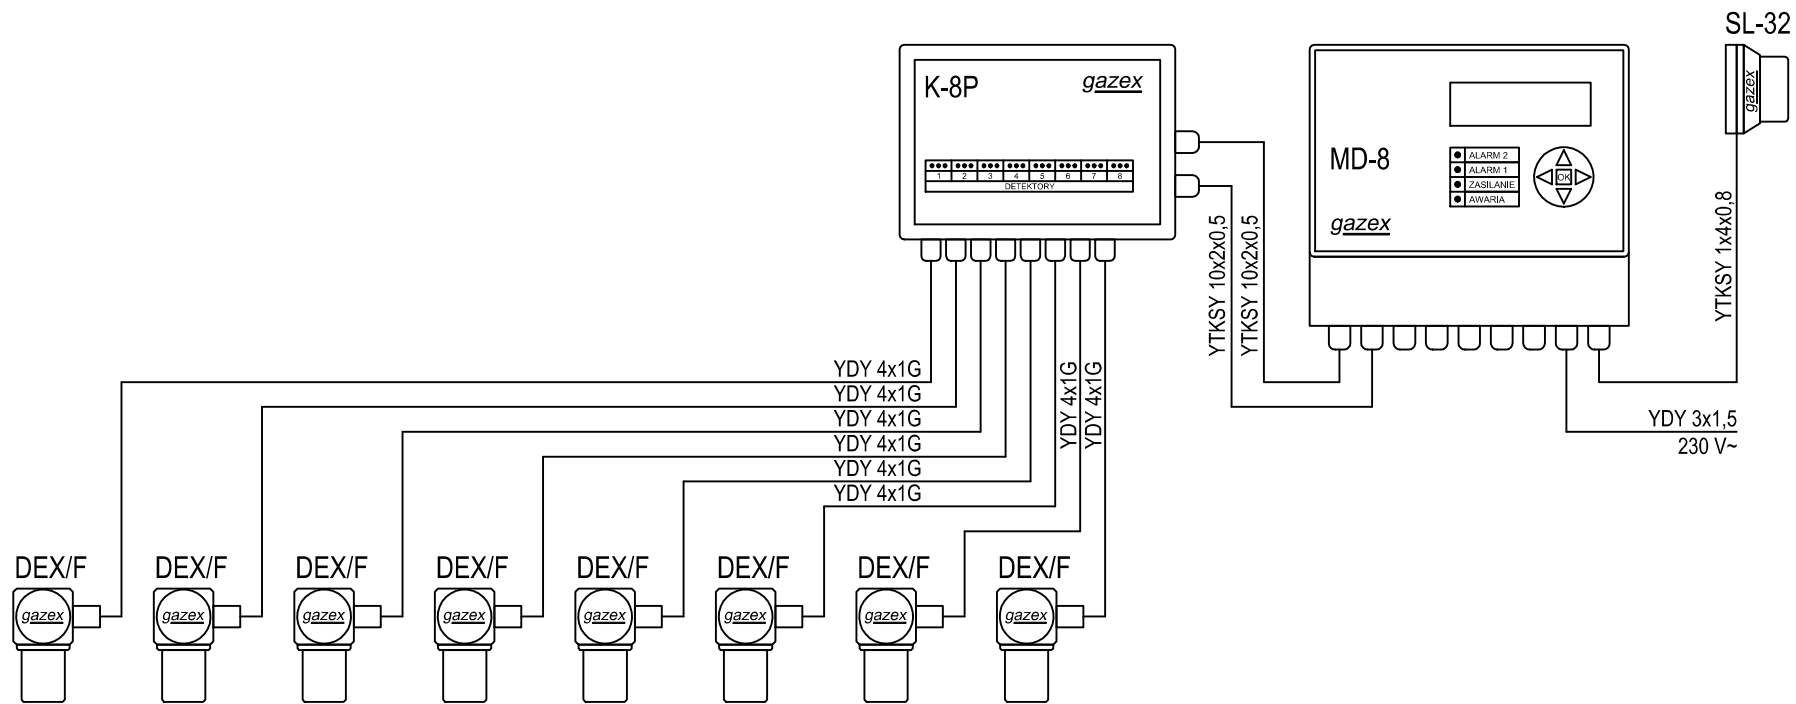 SL-32
gazex
K-8P
gazex
1 2 3 4 5 6 7 8
DETEKTORY
MD-8
ALARM 2
ALARM 1
ZASILANIE
AWARIA
OK
gazex
YTKSY 10x2x0,5
YTKSY 10x2x0,5
YTKSY 1x4x0,8
YDY 3x1,5
230 V~
YDY 4x1G
YDY 4x1G
YDY 4x1G
YDY 4x1G
YDY 4x1G
YDY 4x1G
YDY 4x1G
YDY 4x1G
DEX/F DEX/F DEX/F DEX/F DEX/F DEX/F DEX/F DEX/F
gazex gazex gazex gazex gazex gazex gazex gazex